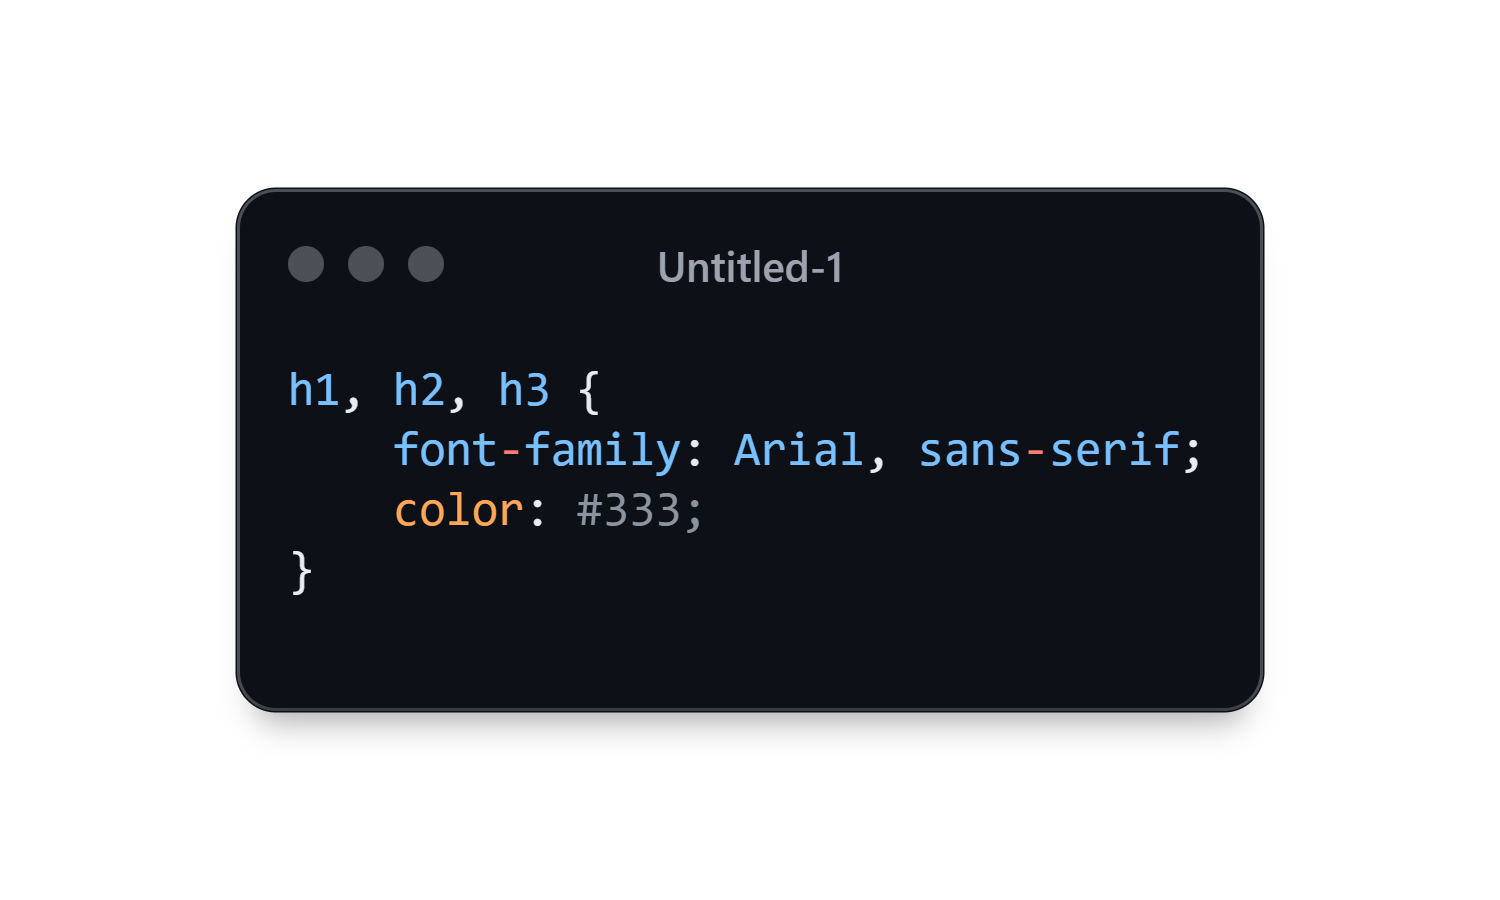 Untitled-1
h1, h2, h3 {
    font-family: Arial, sans-serif;
    color: #333;
}